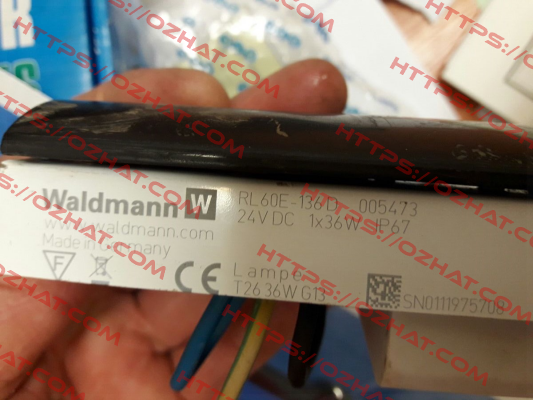 Waldmann W RL60E-136 D 005473
www.waldmann.com 24V DC 1x36W IP67
Made in Germany
F CE Lampe
T26 36W G13 SN0111975708
HTTPS://OZHAT.COM